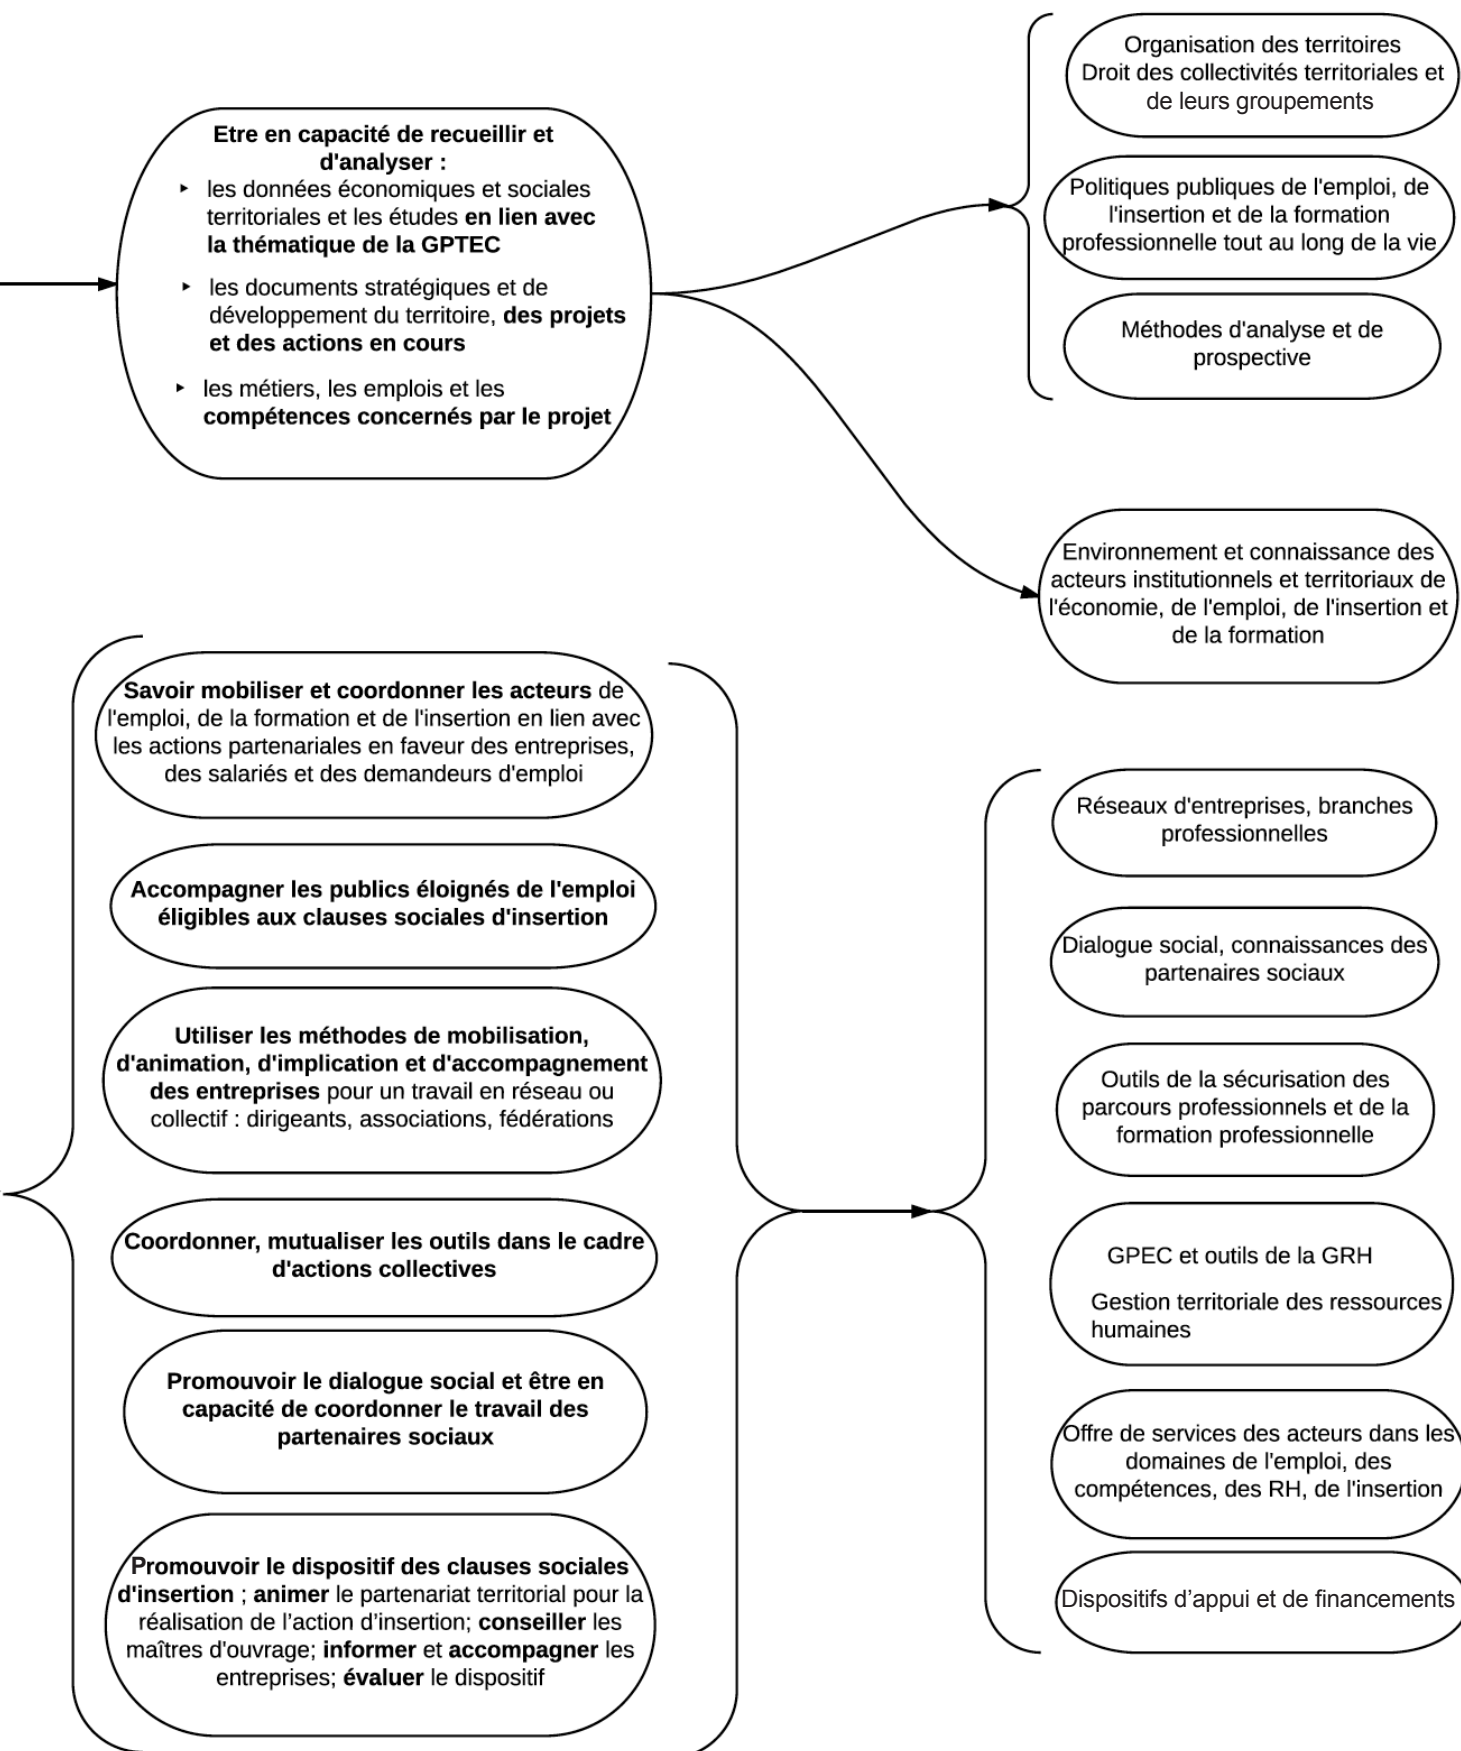 Etre en capacité de recueillir et
d'analyser :
▸ les données économiques et sociales
territoriales et les études en lien avec
la thématique de la GPTEC
▸ les documents stratégiques et de
développement du territoire, des projets
et des actions en cours
▸ les métiers, les emplois et les
compétences concernés par le projet
Organisation des territoires
Droit des collectivités territoriales et
de leurs groupements
Politiques publiques de l'emploi, de
l'insertion et de la formation
professionnelle tout au long de la vie
Méthodes d'analyse et de
prospective
Environnement et connaissance des
acteurs institutionnels et territoriaux de
l'économie, de l'emploi, de l'insertion et
de la formation
Savoir mobiliser et coordonner les acteurs de
l'emploi, de la formation et de l'insertion en lien avec
les actions partenariales en faveur des entreprises,
des salariés et des demandeurs d'emploi
Accompagner les publics éloignés de l'emploi
éligibles aux clauses sociales d'insertion
Utiliser les méthodes de mobilisation,
d'animation, d'implication et d'accompagnement
des entreprises pour un travail en réseau ou
collectif : dirigeants, associations, fédérations
Coordonner, mutualiser les outils dans le cadre
d'actions collectives
Promouvoir le dialogue social et être en
capacité de coordonner le travail des
partenaires sociaux
Promouvoir le dispositif des clauses sociales
d'insertion ; animer le partenariat territorial pour la
réalisation de l’action d’insertion; conseiller les
maîtres d'ouvrage; informer et accompagner les
entreprises; évaluer le dispositif
Réseaux d'entreprises, branches
professionnelles
Dialogue social, connaissances des
partenaires sociaux
Outils de la sécurisation des
parcours professionnels et de la
formation professionnelle
GPEC et outils de la GRH
Gestion territoriale des ressources
humaines
Offre de services des acteurs dans les
domaines de l'emploi, des
compétences, des RH, de l'insertion
Dispositifs d’appui et de financements